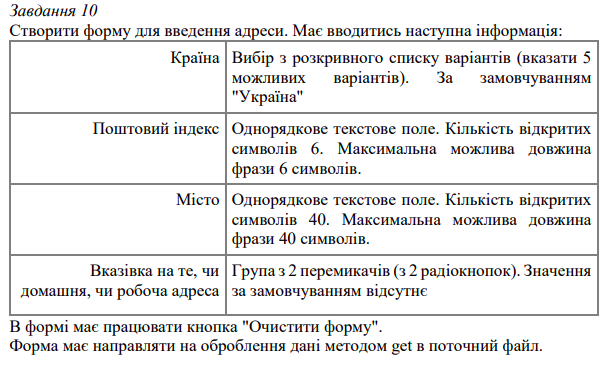 Завдання 10
Створити форму для введення адреси. Має вводитись наступна інформація:
Країна
Вибір з розкривного списку варіантів (вказати 5
можливих варіантів). За замовчуванням
"Україна"
Поштовий індекс
Однорядкове текстове поле. Кількість відкритих
символів 6. Максимальна можлива довжина
фрази 6 символів.
Місто
Однорядкове текстове поле. Кількість відкритих
символів 40. Максимальна можлива довжина
фрази 40 символів.
Вказівка на те, чи
домашня, чи робоча адреса
Група з 2 перемикачів (з 2 радіокнопок). Значення
за замовчуванням відсутнє
В формі має працювати кнопка "Очистити форму".
Форма має направляти на оброблення дані методом get в поточний файл.